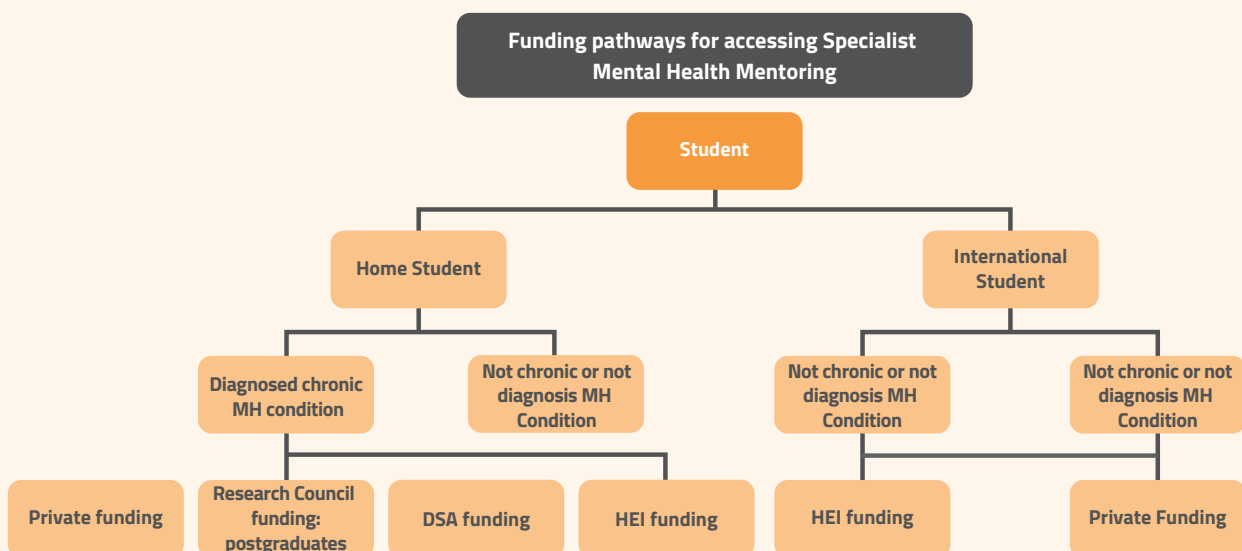 Funding pathways for accessing Specialist
Mental Health Mentoring
Student
Home Student
International
Student
Diagnosed chronic
MH condition
Not chronic or not
diagnosis MH
Condition
Not chronic or not
diagnosis MH
Condition
Not chronic or not
diagnosis MH
Condition
Private funding
Research Council
funding:
postgraduates
DSA funding
HEI funding
HEI funding
Private Funding